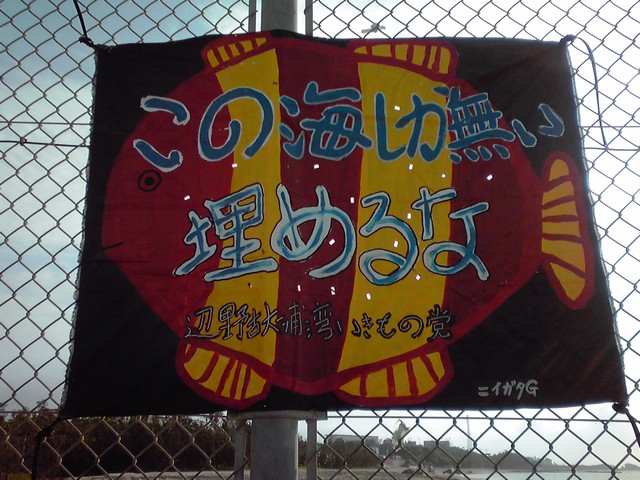 この海しか無い
埋めるな
辺野古大浦湾いきもの党
ニイガタG